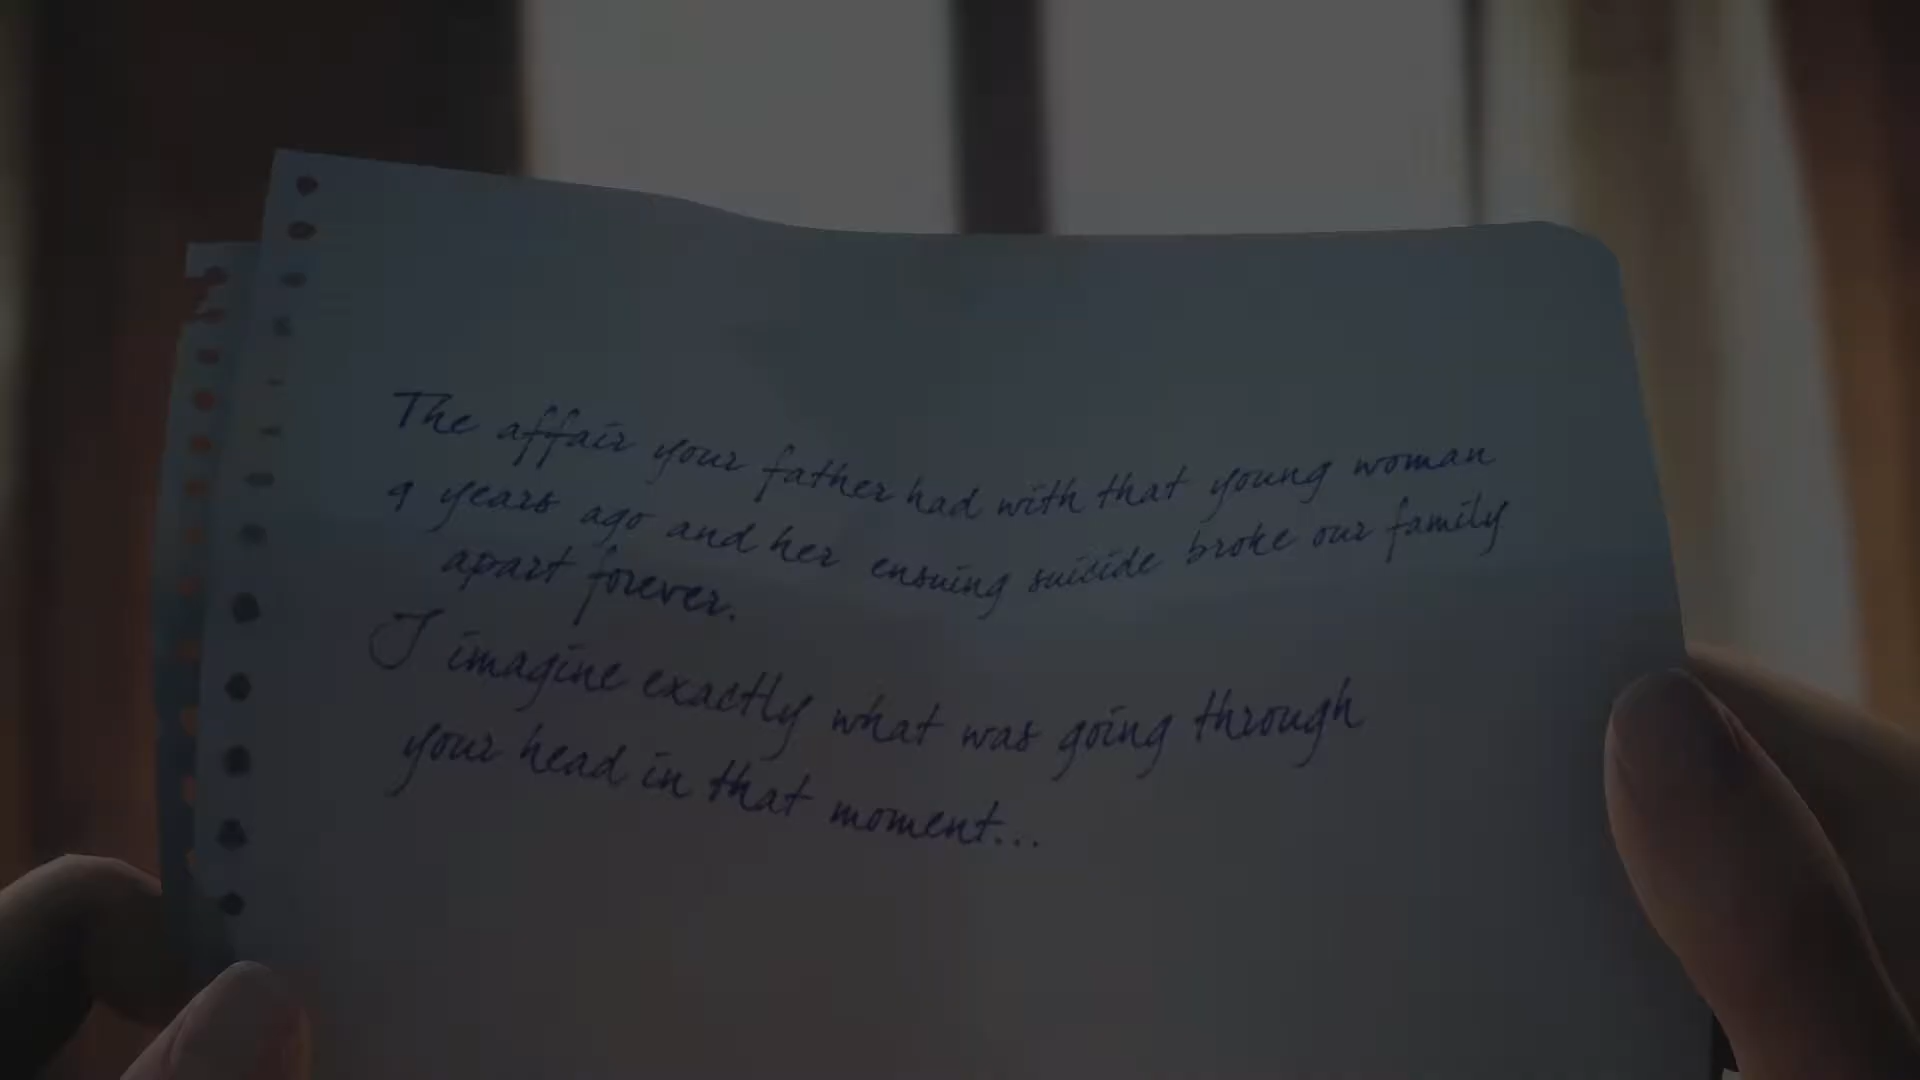 The affair your father had with that young woman
9 years ago and her ensuing suicide broke our family
apart forever.
I imagine exactly what was going through
your head in that moment...